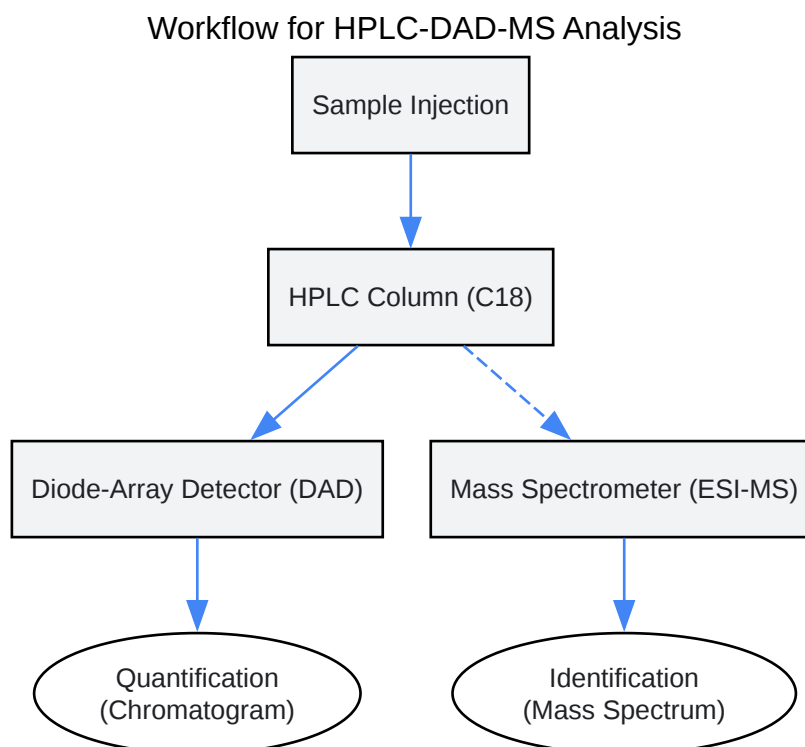 Workflow for HPLC-DAD-MS Analysis
Sample Injection
HPLC Column (C18)
Diode-Array Detector (DAD)
Mass Spectrometer (ESI-MS)
Quantification
(Chromatogram)
Identification
(Mass Spectrum)